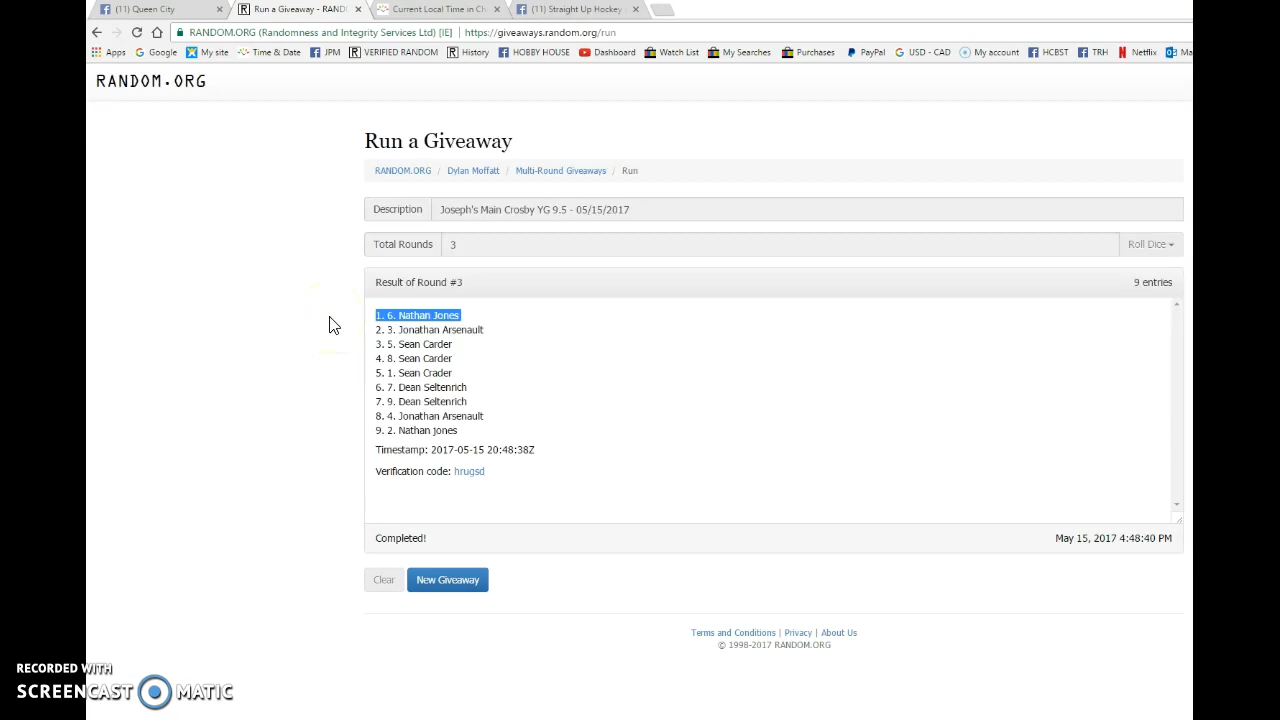 (11) Queen City
Run a Giveaway - RAND
Current Local Time in Ch
(11) Straight Up Hockey
RANDOM.ORG (Randomness and Integrity Services Ltd) [IE] https://giveaways.random.org/run
Apps Google My site Time & Date JPM VERIFIED RANDOM History HOBBY HOUSE Dashboard Watch List My Searches Purchases PayPal USD - CAD My account HCBST TRH Netflix Ma
RANDOM.ORG
Run a Giveaway
RANDOM.ORG / Dylan Moffatt / Multi-Round Giveaways / Run
Description Joseph's Main Crosby YG 9.5 - 05/15/2017
Total Rounds 3 Roll Dice
Result of Round #3 9 entries
1. 6. Nathan Jones
2. 3. Jonathan Arsenault
3. 5. Sean Carder
4. 8. Sean Carder
5. 1. Sean Crader
6. 7. Dean Seltenrich
7. 9. Dean Seltenrich
8. 4. Jonathan Arsenault
9. 2. Nathan jones
Timestamp: 2017-05-15 20:48:38Z
Verification code: hrugsd
Completed! May 15, 2017 4:48:40 PM
Clear New Giveaway
Terms and Conditions | Privacy | About Us
© 1998-2017 RANDOM.ORG
RECORDED WITH
SCREENCAST MATIC